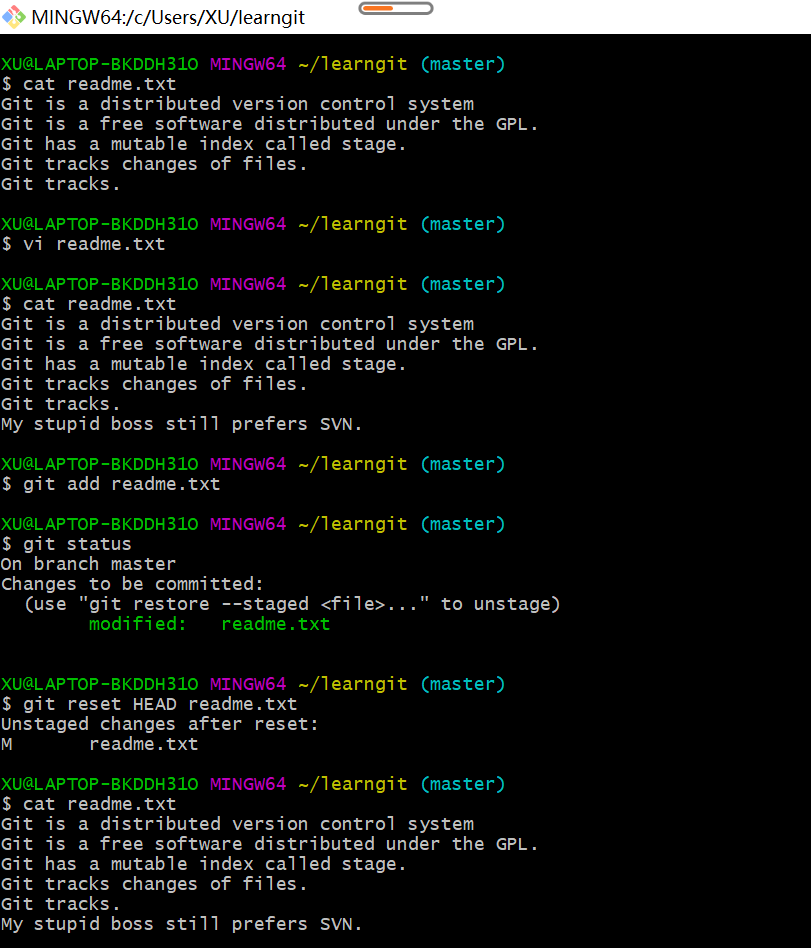 MINGW64:/c/Users/XU/learngit
XU@LAPTOP-BKDDH31O MINGW64 ~/learngit (master)
$ cat readme.txt
Git is a distributed version control system
Git is a free software distributed under the GPL.
Git has a mutable index called stage.
Git tracks changes of files.
Git tracks.
XU@LAPTOP-BKDDH31O MINGW64 ~/learngit (master)
$ vi readme.txt
XU@LAPTOP-BKDDH31O MINGW64 ~/learngit (master)
$ cat readme.txt
Git is a distributed version control system
Git is a free software distributed under the GPL.
Git has a mutable index called stage.
Git tracks changes of files.
Git tracks.
My stupid boss still prefers SVN.
XU@LAPTOP-BKDDH31O MINGW64 ~/learngit (master)
$ git add readme.txt
XU@LAPTOP-BKDDH31O MINGW64 ~/learngit (master)
$ git status
On branch master
Changes to be committed:
  (use "git restore --staged <file>..." to unstage)
        modified:   readme.txt
XU@LAPTOP-BKDDH31O MINGW64 ~/learngit (master)
$ git reset HEAD readme.txt
Unstaged changes after reset:
M       readme.txt
XU@LAPTOP-BKDDH31O MINGW64 ~/learngit (master)
$ cat readme.txt
Git is a distributed version control system
Git is a free software distributed under the GPL.
Git has a mutable index called stage.
Git tracks changes of files.
Git tracks.
My stupid boss still prefers SVN.